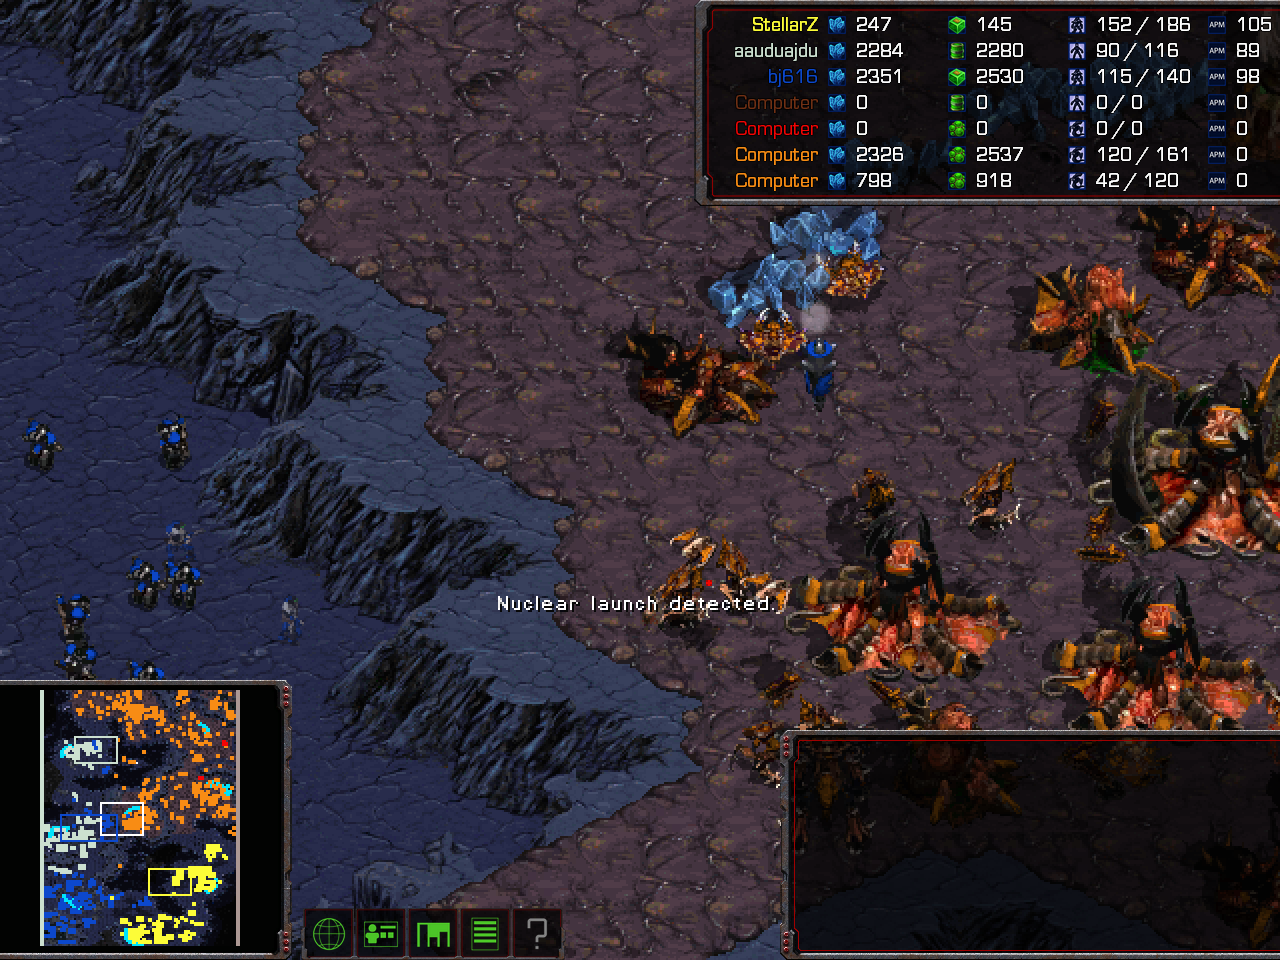 StellarZ 247 145 152 / 186 APM 105
aauduajdu 2284 2280 90 / 116 APM 89
bj616 2351 2530 115 / 140 APM 98
Computer 0 0 0 / 0 APM 0
Computer 0 0 0 / 0 APM 0
Computer 2326 2537 120 / 161 APM 0
Computer 798 918 42 / 120 APM 0
Nuclear launch detected.
?